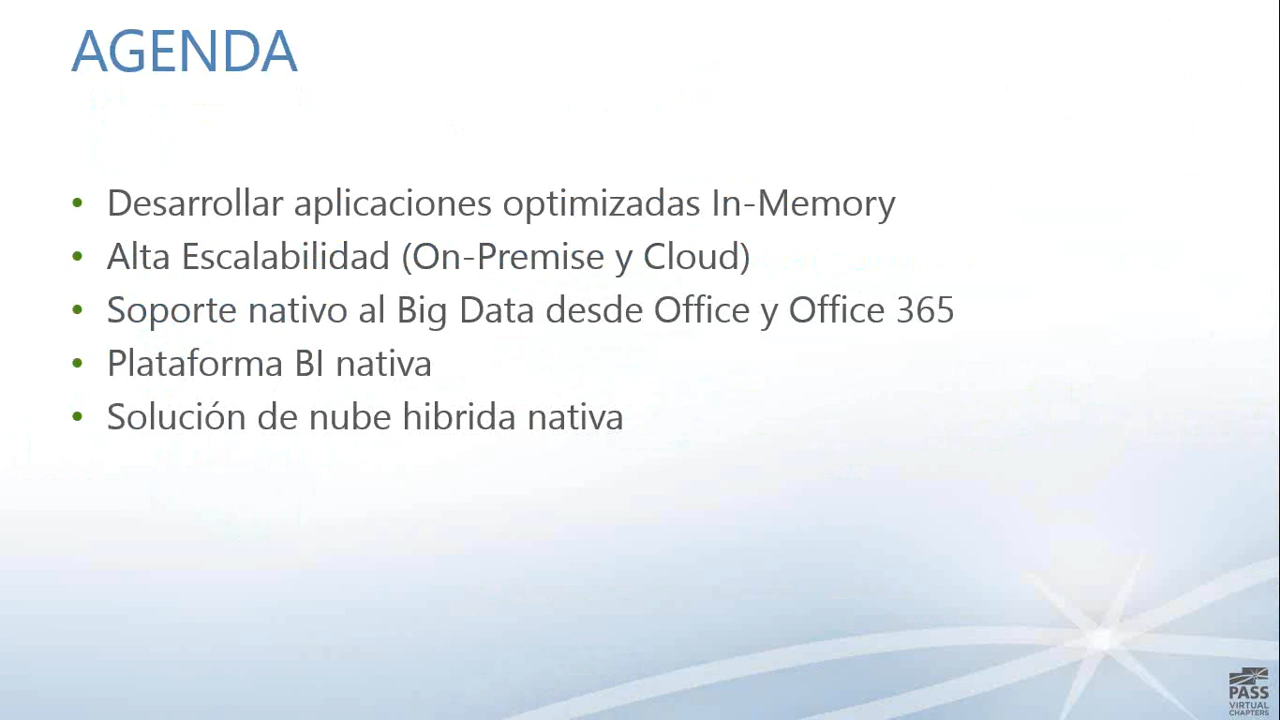 AGENDA
• Desarrollar aplicaciones optimizadas In-Memory
• Alta Escalabilidad (On-Premise y Cloud)
• Soporte nativo al Big Data desde Office y Office 365
• Plataforma BI nativa
• Solución de nube hibrida nativa
PASS
VIRTUAL
CHAPTERS